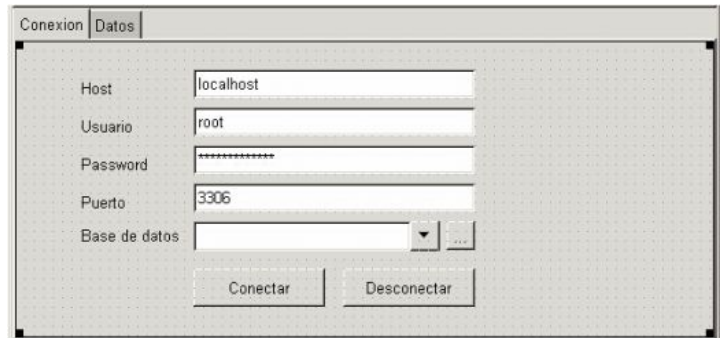 Conexion Datos
Host localhost
Usuario root
Password *************
Puerto 3306
Base de datos ...
Conectar Desconectar